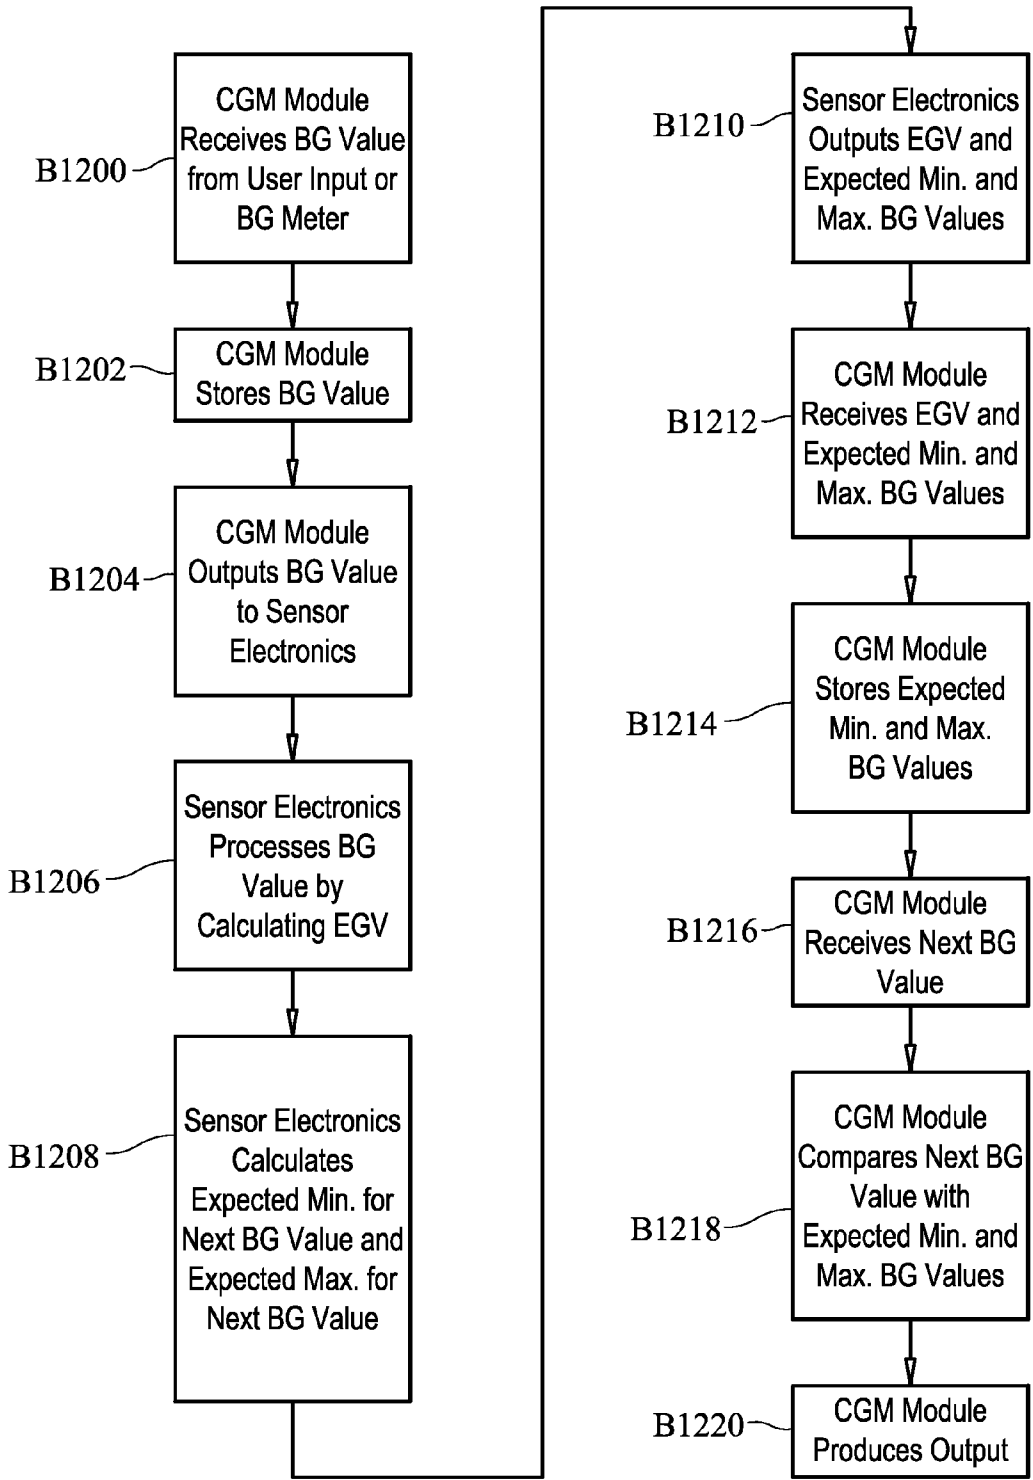 CGM Module
Receives BG Value
from User Input or
BG Meter
B1200
CGM Module
Stores BG Value
B1202
CGM Module
Outputs BG Value
to Sensor
Electronics
B1204
Sensor Electronics
Processes BG
Value by
Calculating EGV
B1206
Sensor Electronics
Calculates
Expected Min. for
Next BG Value and
Expected Max. for
Next BG Value
B1208
Sensor Electronics
Outputs EGV and
Expected Min. and
Max. BG Values
B1210
CGM Module
Receives EGV and
Expected Min. and
Max. BG Values
B1212
CGM Module
Stores Expected
Min. and Max.
BG Values
B1214
CGM Module
Receives Next BG
Value
B1216
CGM Module
Compares Next BG
Value with
Expected Min. and
Max. BG Values
B1218
CGM Module
Produces Output
B1220